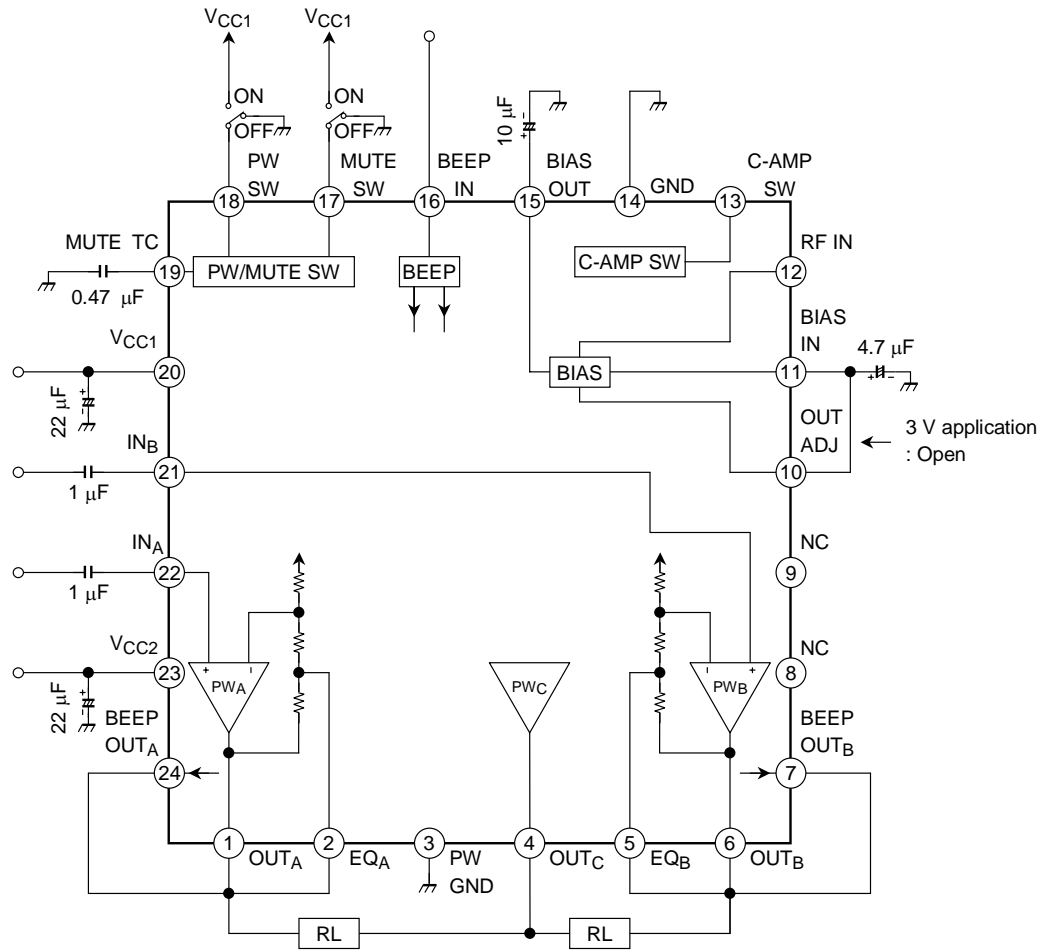 VCC1
VCC1
ON
OFF
ON
OFF
10 μF
+ -
PW
SW
MUTE
SW
BEEP
IN
BIAS
OUT
GND
C-AMP
SW
18
17
16
15
14
13
MUTE TC
19
0.47 μF
PW/MUTE SW
BEEP
C-AMP SW
RF IN
12
VCC1
20
22 μF
- +
BIAS
BIAS
IN
11
4.7 μF
+ -
OUT
ADJ
10
3 V application
: Open
INB
21
1 μF
INA
22
1 μF
NC
9
VCC2
23
22 μF
- +
+ -
PWA
PWC
- +
PWB
NC
8
BEEP
OUTA
24
BEEP
OUTB
7
1
OUTA
2
EQA
3
PW
GND
4
OUTC
5
EQB
6
OUTB
RL
RL